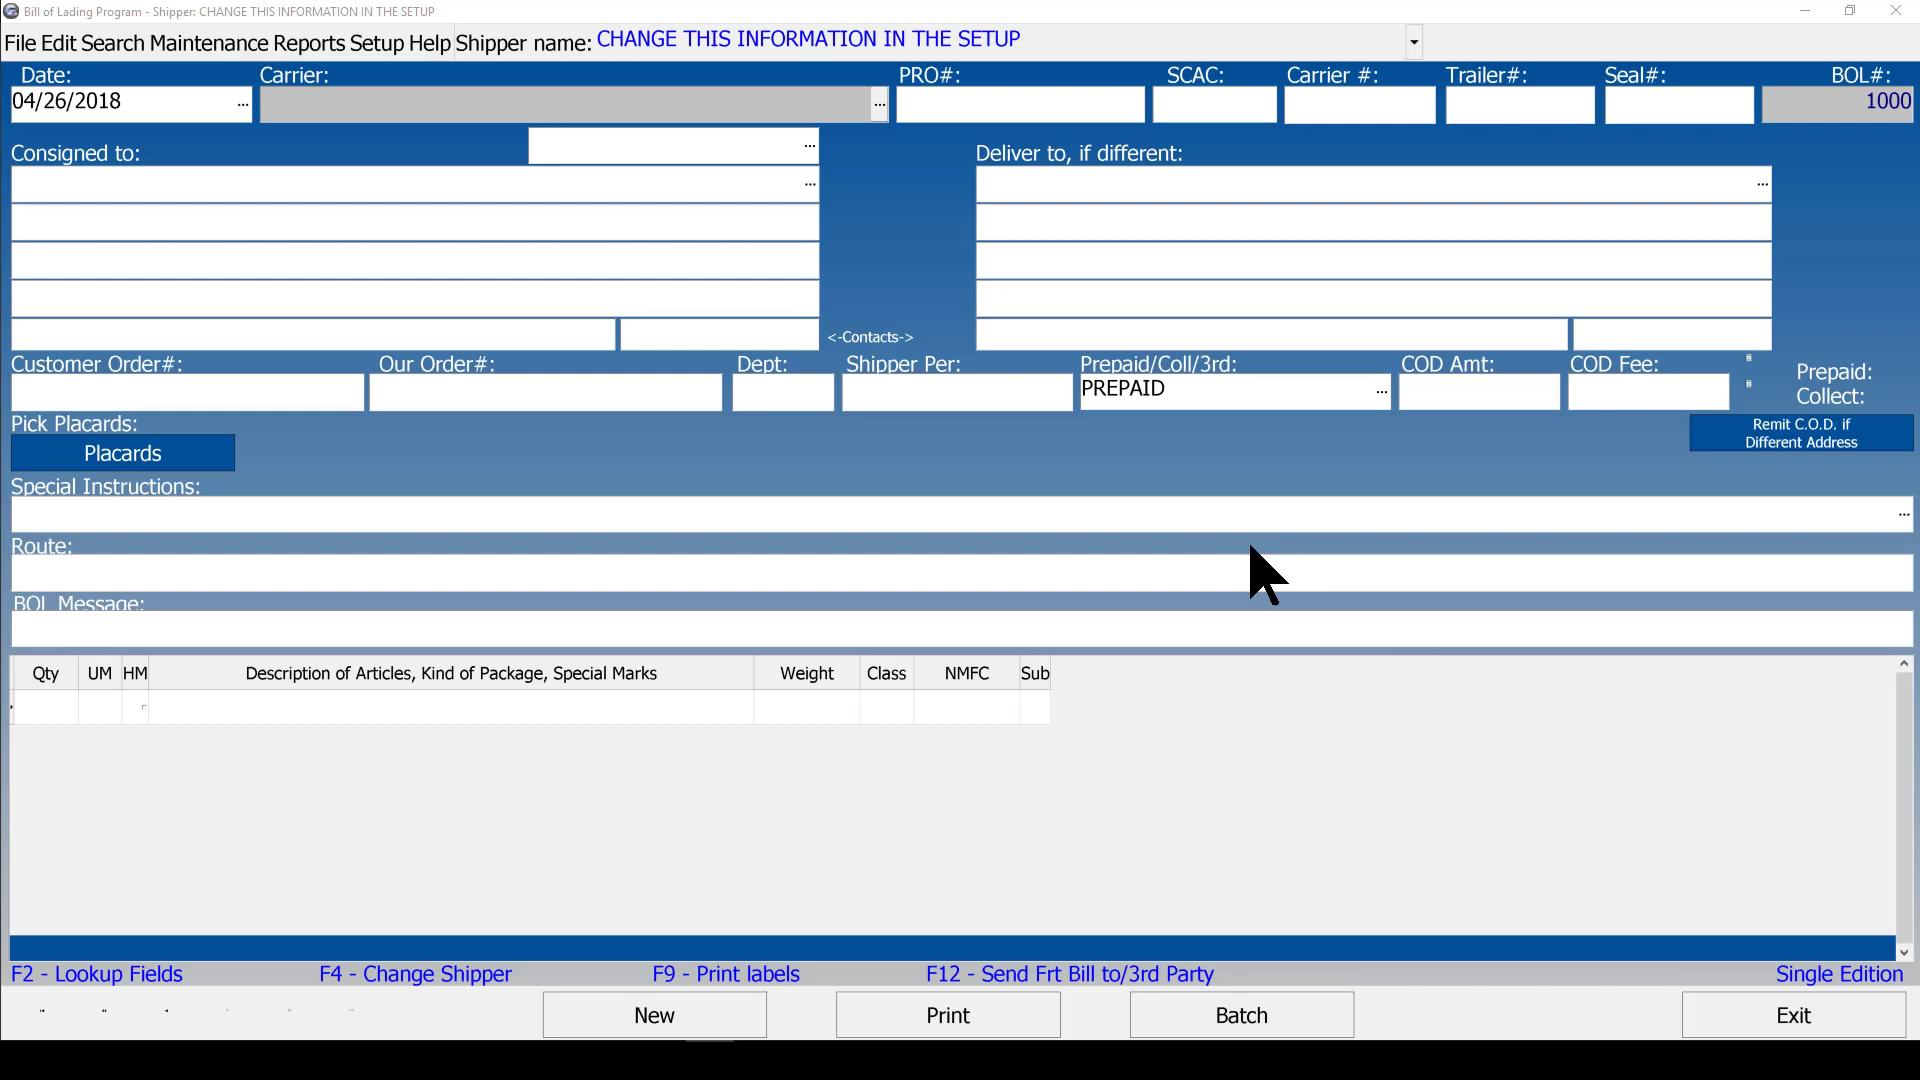 Bill of Lading Program - Shipper: CHANGE THIS INFORMATION IN THE SETUP
File Edit Search Maintenance Reports Setup Help Shipper name: CHANGE THIS INFORMATION IN THE SETUP
Date: Carrier: PRO#: SCAC: Carrier #: Trailer#: Seal#: BOL#:
04/26/2018 ... ... 1000
Consigned to: ... Deliver to, if different:
... ...
<-Contacts->
Customer Order#: Our Order#: Dept: Shipper Per: Prepaid/Coll/3rd: COD Amt: COD Fee: Prepaid:
PREPAID ... Collect:
Pick Placards: Remit C.O.D. if
Placards Different Address
Special Instructions:
...
Route:
BOL Message:
Qty UM HM Description of Articles, Kind of Package, Special Marks Weight Class NMFC Sub
F2 - Lookup Fields F4 - Change Shipper F9 - Print labels F12 - Send Frt Bill to/3rd Party Single Edition
New Print Batch Exit